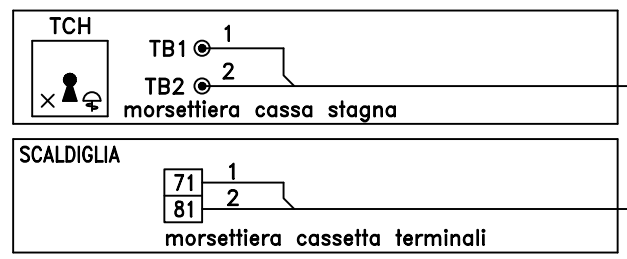 TCH
TB1 1
TB2 2
morsettiera cassa stagna
SCALDIGLIA
71 1
81 2
morsettiera cassetta terminali